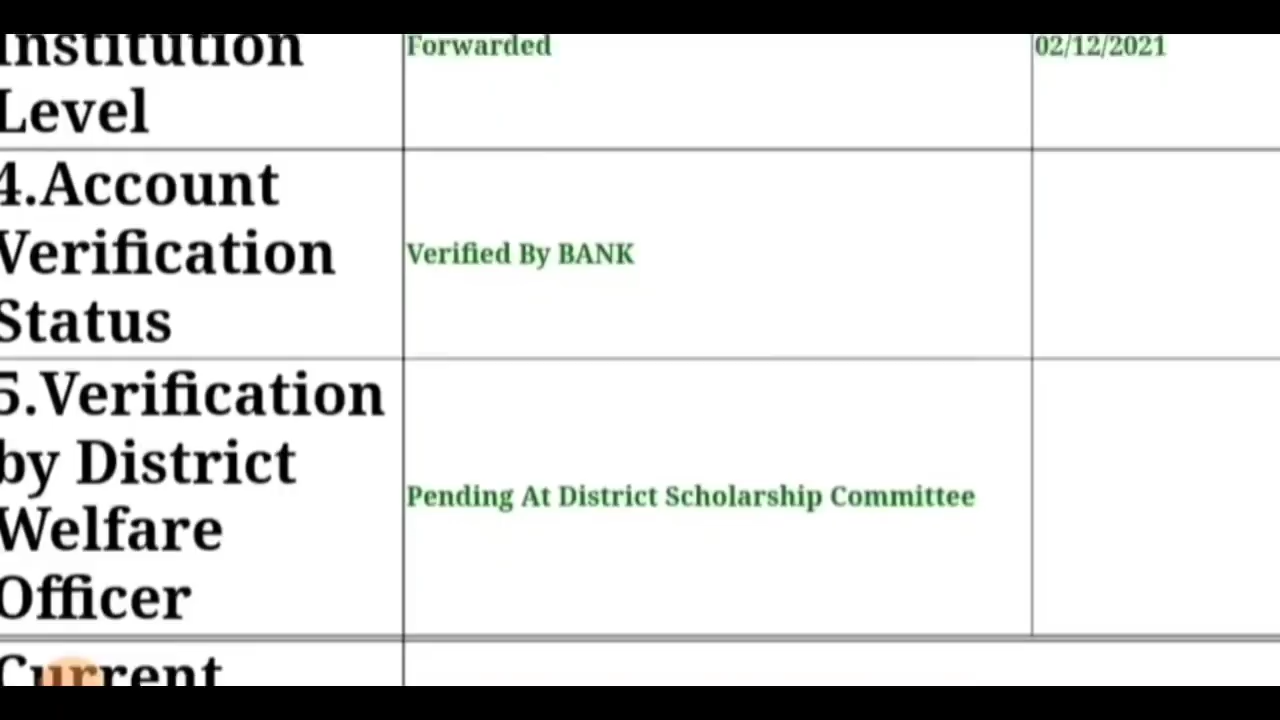 Institution
Level
Forwarded
02/12/2021
4.Account
Verification
Status
Verified By BANK
5.Verification
by District
Welfare
Officer
Pending At District Scholarship Committee
Current